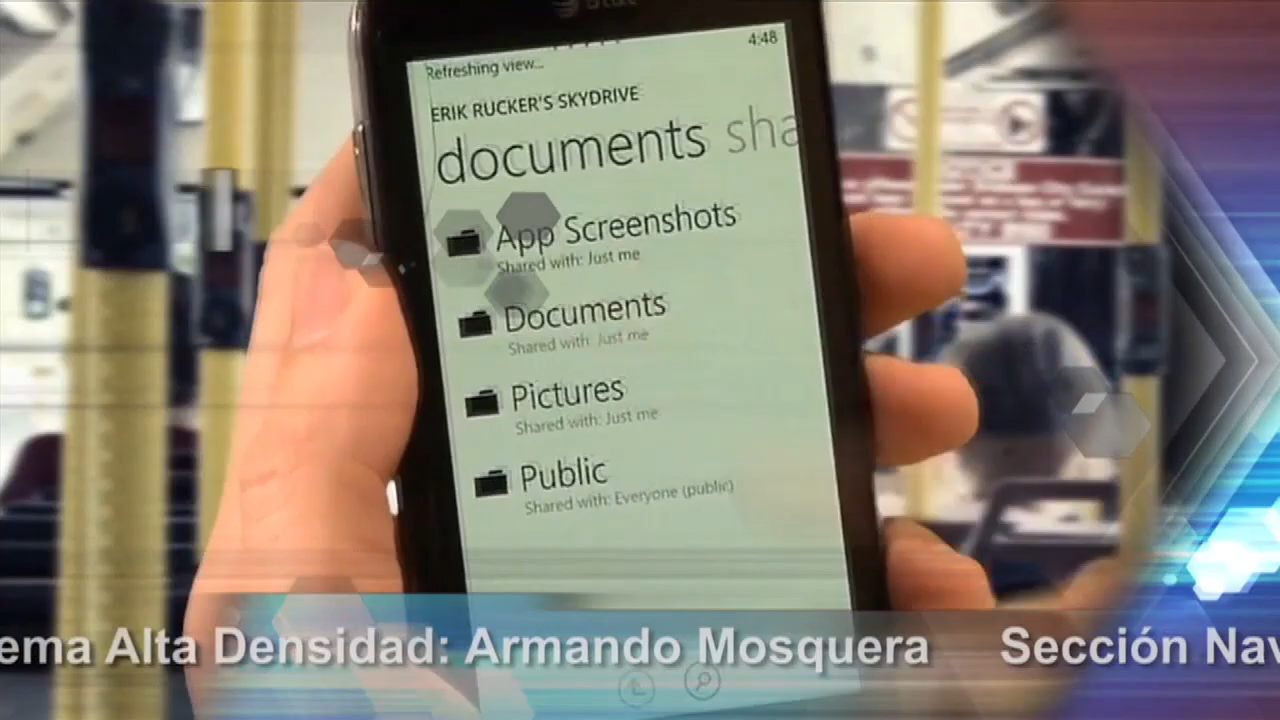 at&t
4:48
Refreshing view...
ERIK RUCKER'S SKYDRIVE
documents sha
App Screenshots
Shared with: Just me
Documents
Shared with: Just me
Pictures
Shared with: Just me
Public
Shared with: Everyone (public)
ema Alta Densidad: Armando Mosquera Sección Nav